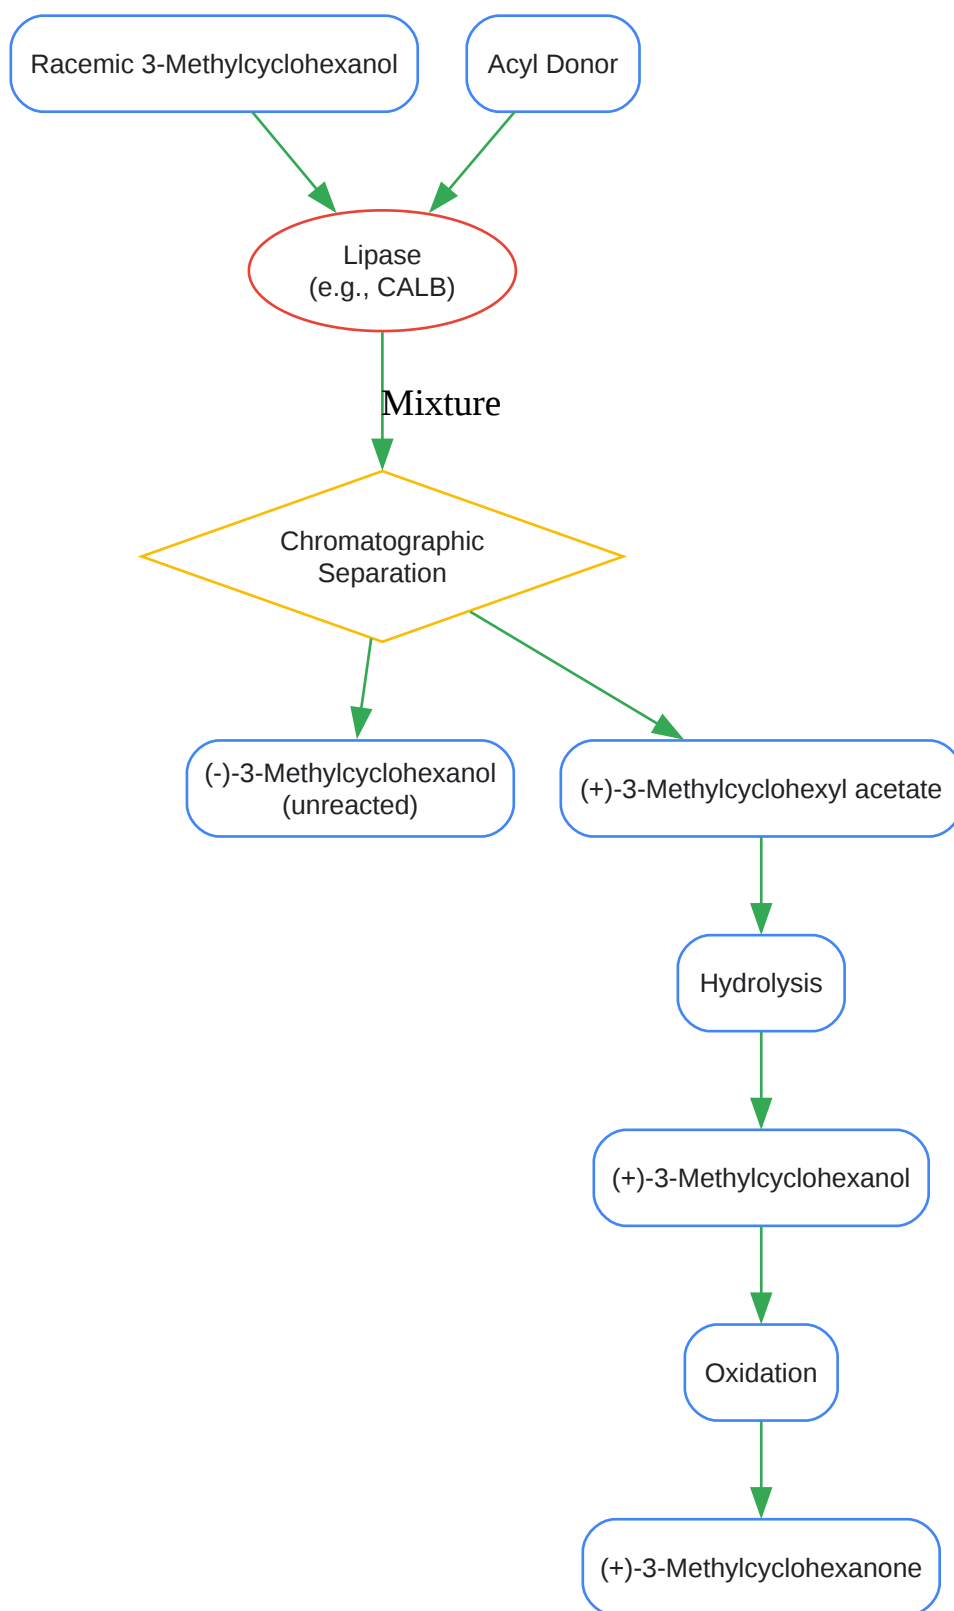 Racemic 3-Methylcyclohexanol
Acyl Donor
Lipase
(e.g., CALB)
Mixture
Chromatographic
Separation
(-)-3-Methylcyclohexanol
(unreacted)
(+)-3-Methylcyclohexyl acetate
Hydrolysis
(+)-3-Methylcyclohexanol
Oxidation
(+)-3-Methylcyclohexanone